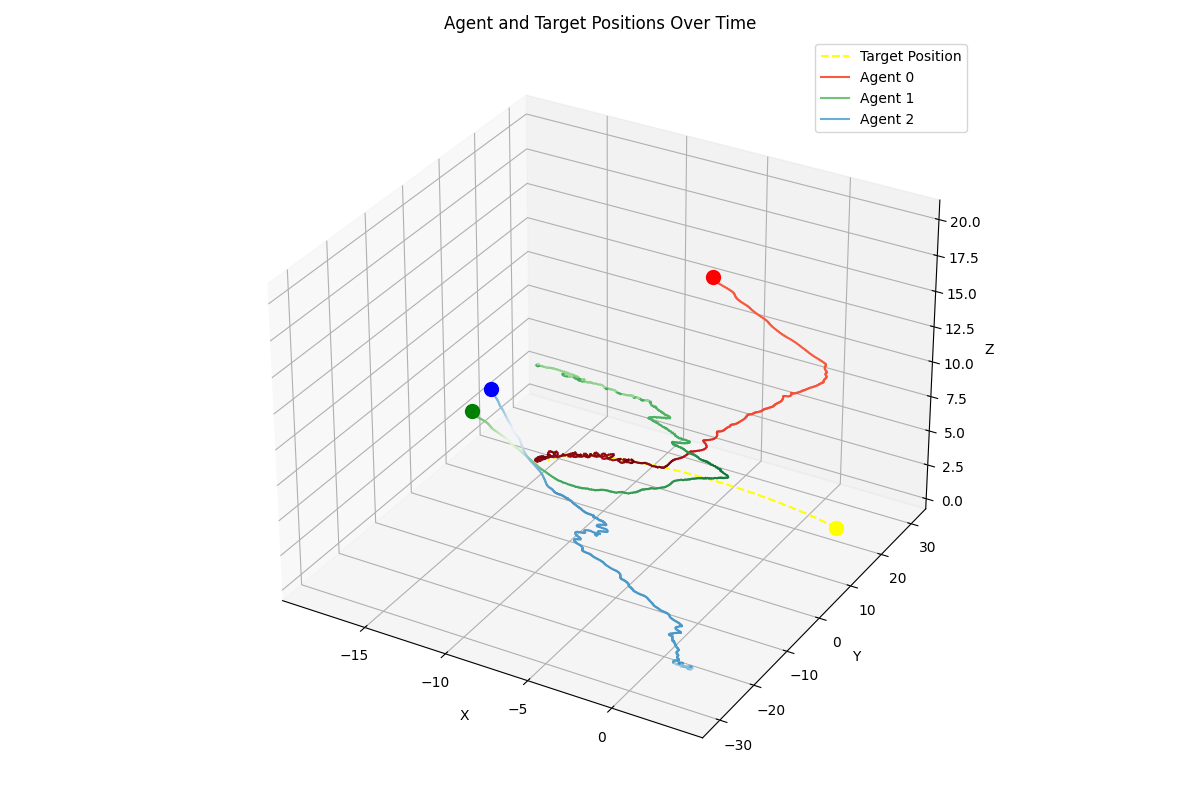 Agent and Target Positions Over Time
Target Position
Agent 0
Agent 1
Agent 2
20.0
17.5
15.0
12.5
10.0
7.5
5.0
2.5
0.0
Z
30
20
10
0
−10
−20
−30
Y
−15
−10
−5
0
X